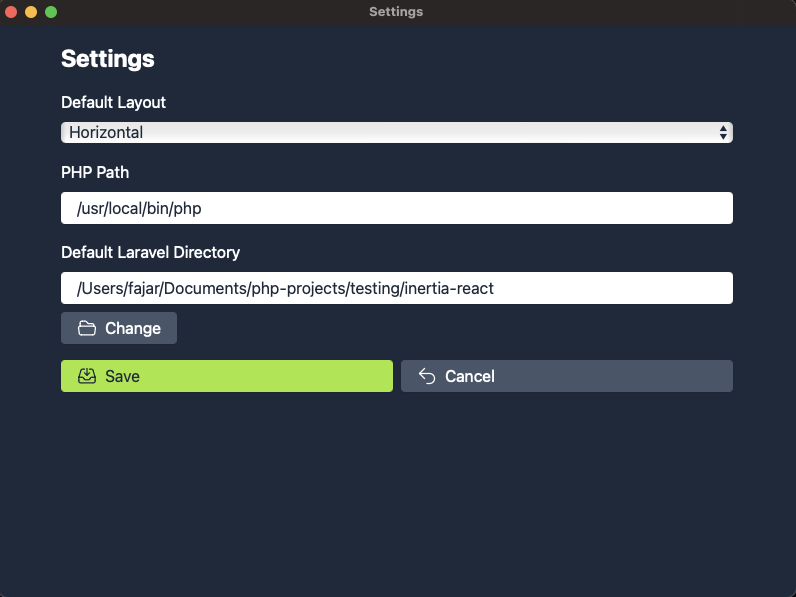 Settings
Settings
Default Layout
Horizontal
PHP Path
/usr/local/bin/php
Default Laravel Directory
/Users/fajar/Documents/php-projects/testing/inertia-react
Change
Save
Cancel